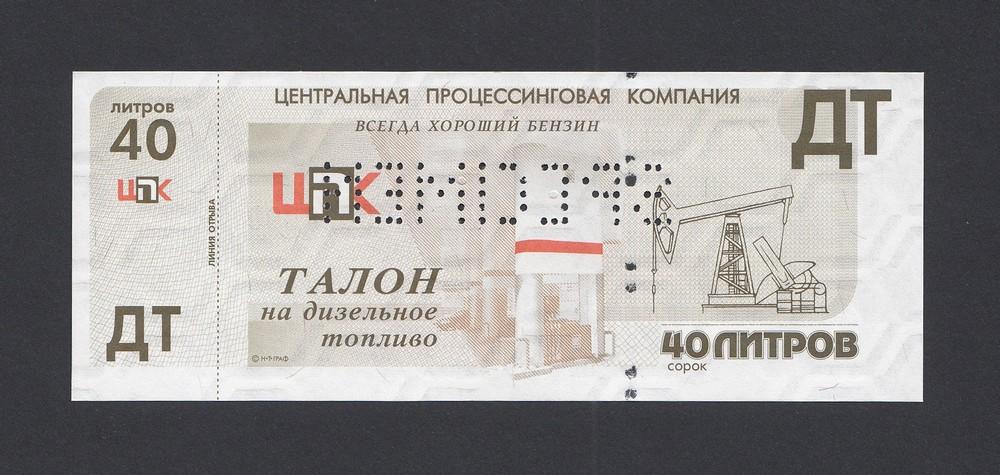 литров
40
ЦПК
ДТ
ЛИНИЯ ОТРЫВА
ЦЕНТРАЛЬНАЯ ПРОЦЕССИНГОВАЯ КОМПАНИЯ
ВСЕГДА ХОРОШИЙ БЕНЗИН
ЦПК
ТАЛОН
на дизельное
топливо
© Н•Т•ГРАФ
ДТ
40 ЛИТРОВ
сорок